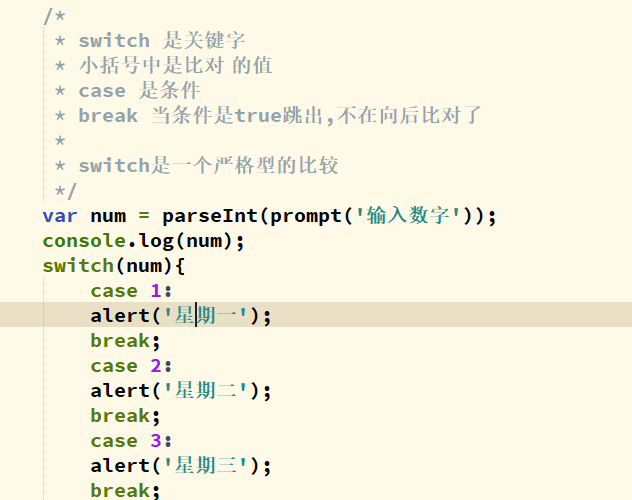 /*
* switch 是关键字
* 小括号中是比对 的值
* case 是条件
* break 当条件是true跳出,不在向后比对了
*
* switch是一个严格型的比较
*/
var num = parseInt(prompt('输入数字'));
console.log(num);
switch(num){
case 1:
alert('星期一');
break;
case 2:
alert('星期二');
break;
case 3:
alert('星期三');
break;